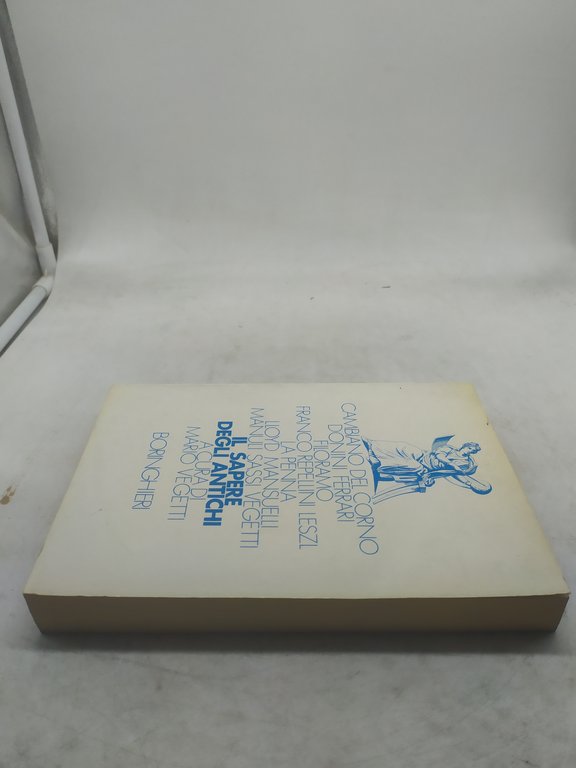 CAMBIANO DEL CORNO
DONINI FERRARI
FILORAMO
FRANCO REPELLINI LESZL
LA PENNA
LLOYD MANSUELLI
MANULI SASSI VEGETTI
IL SAPERE
DEGLI ANTICHI
A CURA DI
MARIO VEGETTI
BORINGHIERI